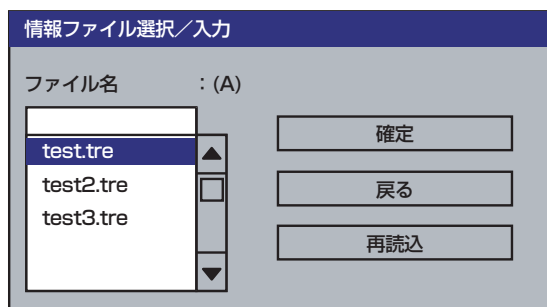 情報ファイル選択／入力
ファイル名 : (A)
test.tre
test2.tre
test3.tre
確定
戻る
再読込